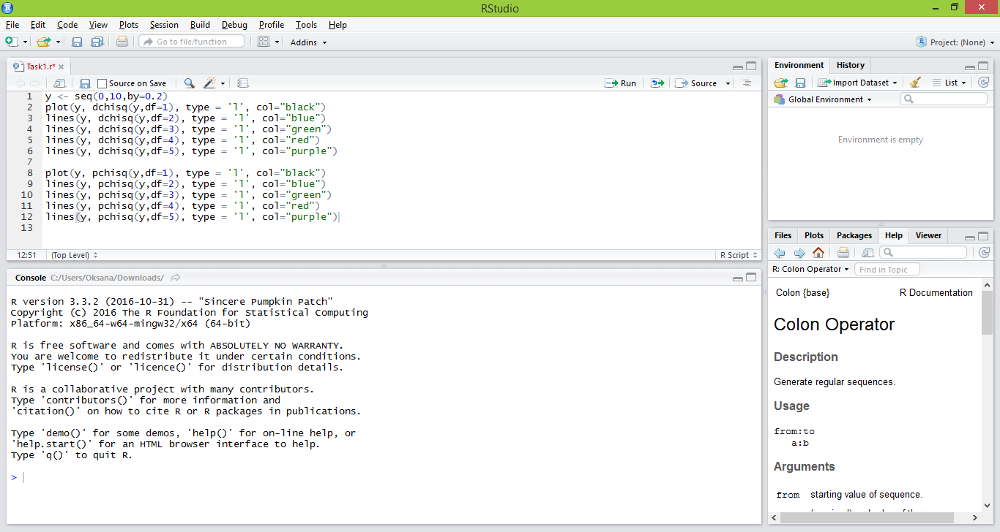 RStudio
File Edit Code View Plots Session Build Debug Profile Tools Help
Go to file/function Addins Project: (None)
Task1.r*
Source on Save Run Source
1 y <- seq(0,10,by=0.2)
2 plot(y, dchisq(y,df=1), type = 'l', col="black")
3 lines(y, dchisq(y,df=2), type = 'l', col="blue")
4 lines(y, dchisq(y,df=3), type = 'l', col="green")
5 lines(y, dchisq(y,df=4), type = 'l', col="red")
6 lines(y, dchisq(y,df=5), type = 'l', col="purple")
7
8 plot(y, pchisq(y,df=1), type = 'l', col="black")
9 lines(y, pchisq(y,df=2), type = 'l', col="blue")
10 lines(y, pchisq(y,df=3), type = 'l', col="green")
11 lines(y, pchisq(y,df=4), type = 'l', col="red")
12 lines(y, pchisq(y,df=5), type = 'l', col="purple")
13
12:51 (Top Level) R Script
Console C:/Users/Oksana/Downloads/
R version 3.3.2 (2016-10-31) -- "Sincere Pumpkin Patch"
Copyright (C) 2016 The R Foundation for Statistical Computing
Platform: x86_64-w64-mingw32/x64 (64-bit)
R is free software and comes with ABSOLUTELY NO WARRANTY.
You are welcome to redistribute it under certain conditions.
Type 'license()' or 'licence()' for distribution details.
R is a collaborative project with many contributors.
Type 'contributors()' for more information and
'citation()' on how to cite R or R packages in publications.
Type 'demo()' for some demos, 'help()' for on-line help, or
'help.start()' for an HTML browser interface to help.
Type 'q()' to quit R.
>
Environment History
Import Dataset List
Global Environment
Environment is empty
Files Plots Packages Help Viewer
R: Colon Operator Find in Topic
Colon {base} R Documentation
Colon Operator
Description
Generate regular sequences.
Usage
from:to
a:b
Arguments
from starting value of sequence.